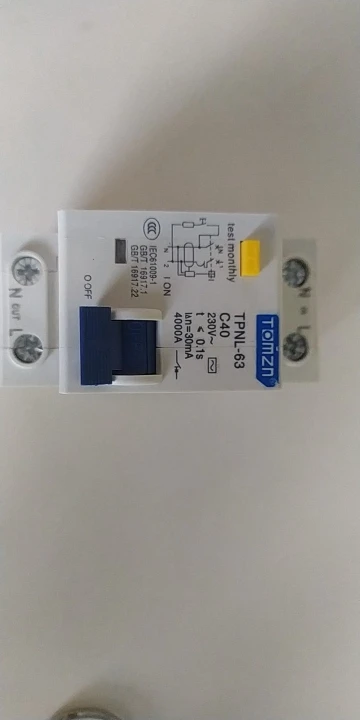 N IN L
TOMZN
TPNL-63
C40
230V~
t ≤ 0.1s
I∆n=30mA
4000A
test monthly
I ON
IEC61009-1
GB/T 16917.1
GB/T 16917.22
O OFF
N OUT L